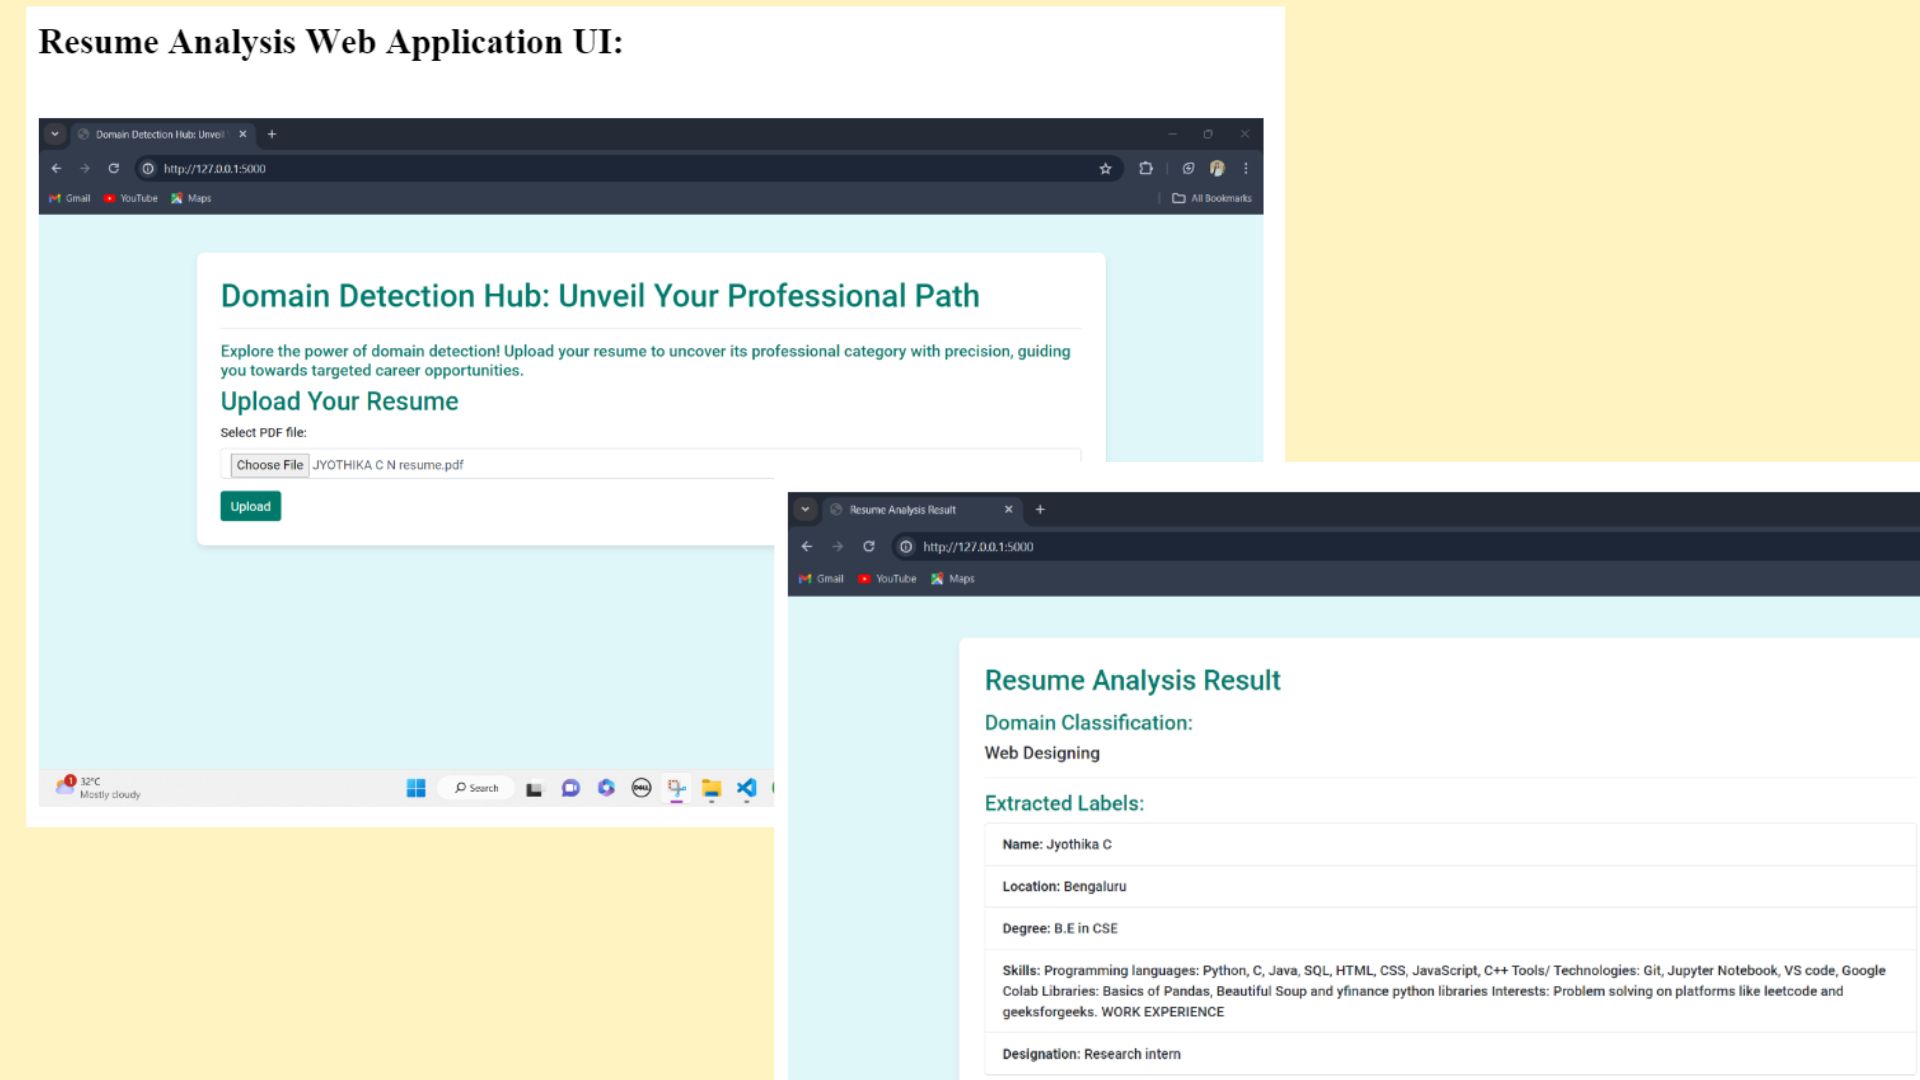 Resume Analysis Web Application UI:
Domain Detection Hub: Unveil
http://127.0.0.1:5000
Gmail YouTube Maps All Bookmarks
Domain Detection Hub: Unveil Your Professional Path
Explore the power of domain detection! Upload your resume to uncover its professional category with precision, guiding
you towards targeted career opportunities.
Upload Your Resume
Select PDF file:
Choose File JYOTHIKA C N resume.pdf
Upload
1 32°C
Mostly cloudy
Search
DELL
Resume Analysis Result
http://127.0.0.1:5000
Gmail YouTube Maps
Resume Analysis Result
Domain Classification:
Web Designing
Extracted Labels:
Name: Jyothika C
Location: Bengaluru
Degree: B.E in CSE
Skills: Programming languages: Python, C, Java, SQL, HTML, CSS, JavaScript, C++ Tools/ Technologies: Git, Jupyter Notebook, VS code, Google
Colab Libraries: Basics of Pandas, Beautiful Soup and yfinance python libraries Interests: Problem solving on platforms like leetcode and
geeksforgeeks. WORK EXPERIENCE
Designation: Research intern